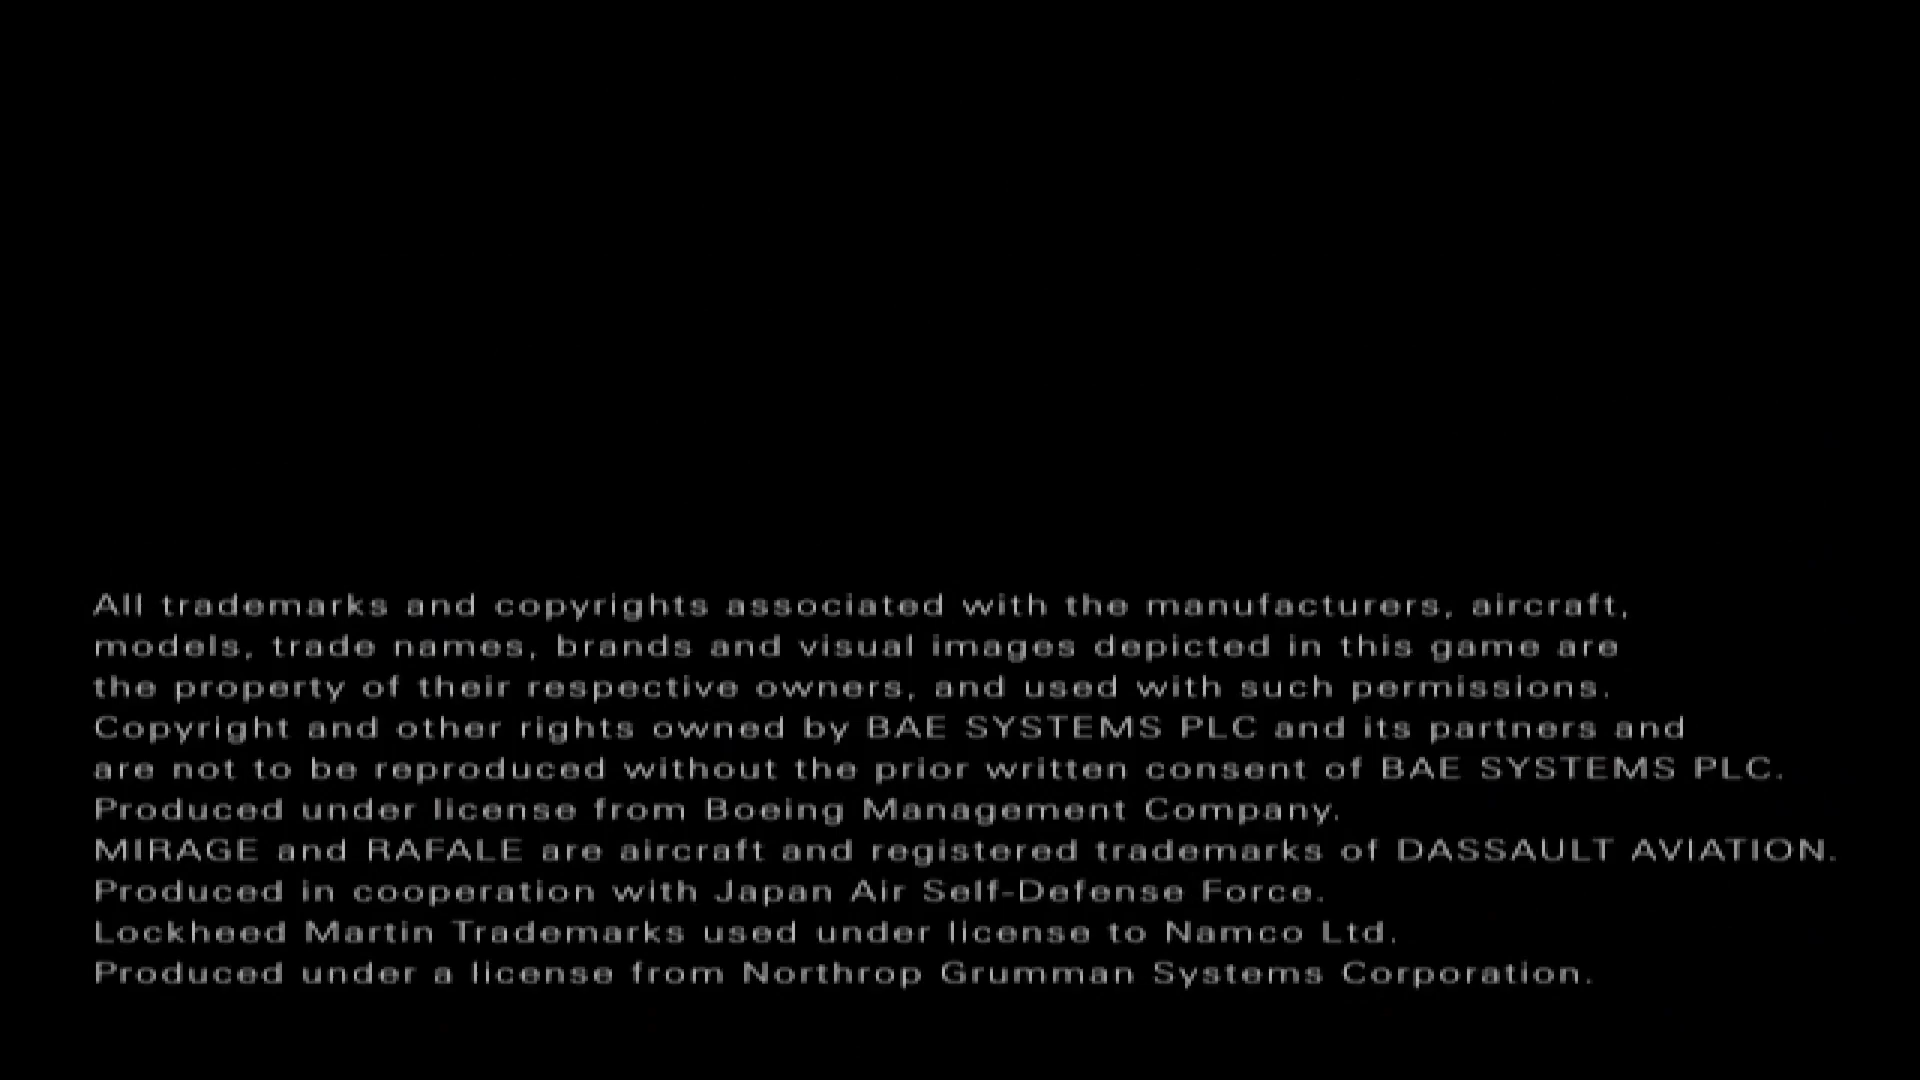 All trademarks and copyrights associated with the manufacturers, aircraft,
models, trade names, brands and visual images depicted in this game are
the property of their respective owners, and used with such permissions.
Copyright and other rights owned by BAE SYSTEMS PLC and its partners and
are not to be reproduced without the prior written consent of BAE SYSTEMS PLC.
Produced under license from Boeing Management Company.
MIRAGE and RAFALE are aircraft and registered trademarks of DASSAULT AVIATION.
Produced in cooperation with Japan Air Self-Defense Force.
Lockheed Martin Trademarks used under license to Namco Ltd.
Produced under a license from Northrop Grumman Systems Corporation.